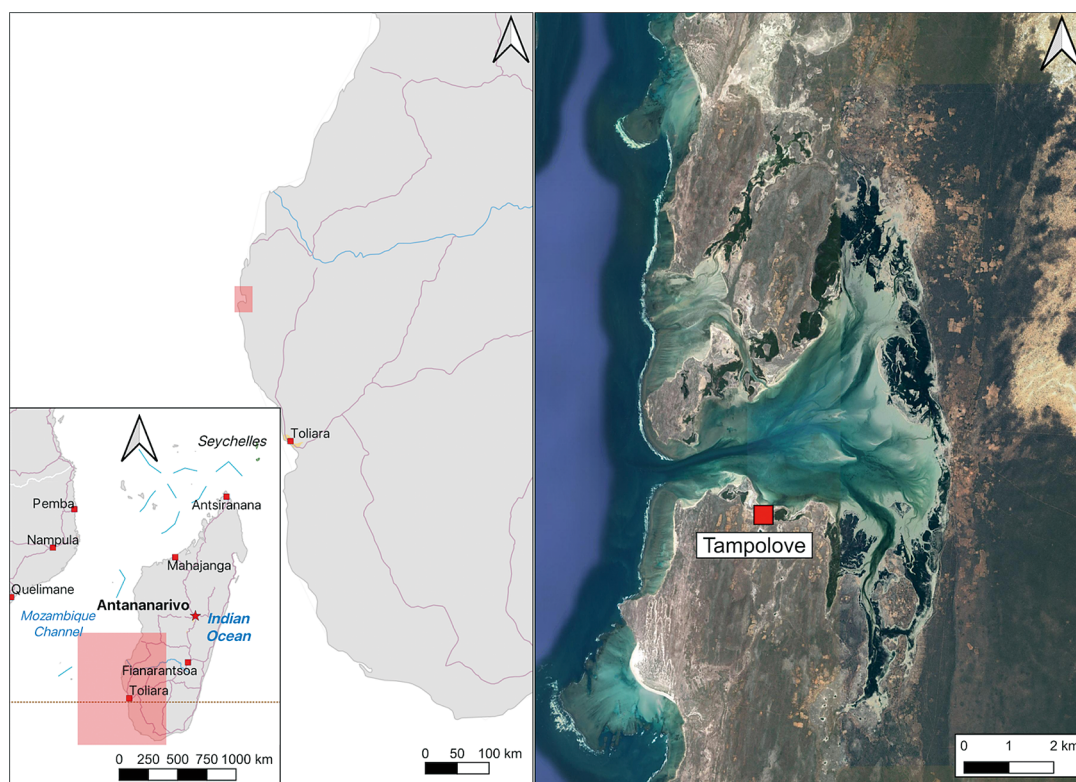 Toliara
0 50 100 km
Seychelles
Antsiranana
Pemba
Nampula
Mahajanga
Quelimane
Antananarivo
Mozambique
Channel
Indian
Ocean
Fianarantsoa
Toliara
0 250 500 750 1000 km
Tampolove
0 1 2 km